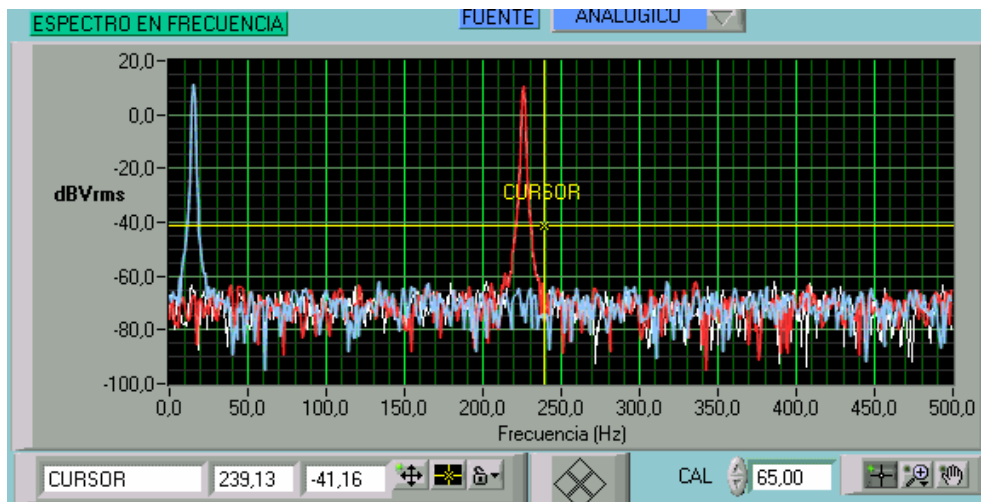 ESPECTRO EN FRECUENCIA FUENTE ANALOGICO
20,0
0,0
-20,0
dBVrms
CURSOR
-40,0
-60,0
-80,0
-100,0
0,0 50,0 100,0 150,0 200,0 250,0 300,0 350,0 400,0 450,0 500,0
Frecuencia (Hz)
CURSOR 239,13 -41,16 CAL 65,00